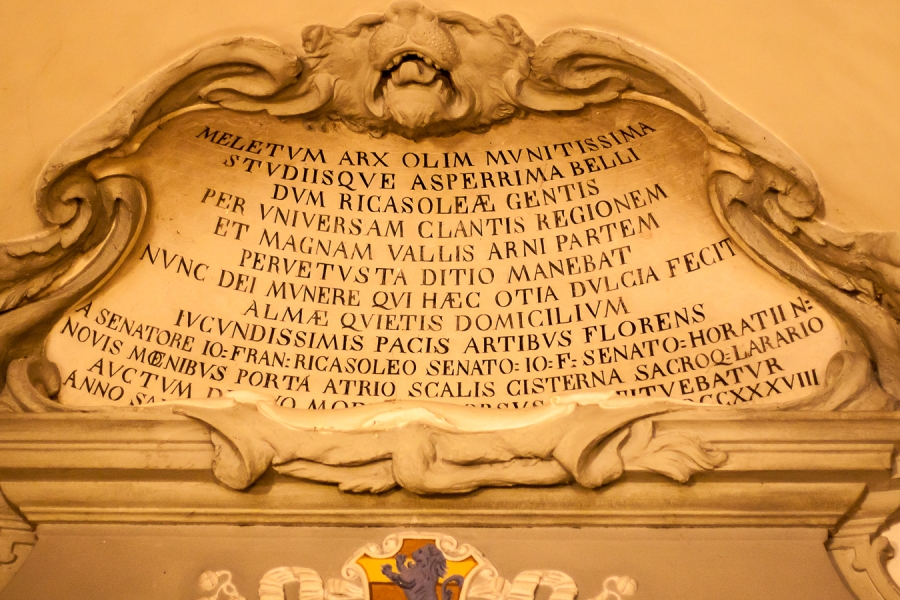 MELETVM ARX OLIM MVNITISSIMA
STVDIISQVE ASPERRIMA BELLI
DVM RICASOLEÆ GENTIS
PER VNIVERSAM CLANTIS REGIONEM
ET MAGNAM VALLIS ARNI PARTEM
PERVETVSTA DITIO MANEBAT
NVNC DEI MVNERE QVI HÆC OTIA DVLCIA FECIT
ALMÆ QVIETIS DOMICILIVM
IVCVNDISSIMIS PACIS ARTIBVS FLORENS
A SENATORE IO=FRAN: RICASOLEO SENATO=IO=F=SENATO=HORATII N=
NOVIS MŒNIBVS PORTA ATRIO SCALIS CISTERNA SACROQ=LARARIO
AVCTVM
ANNO